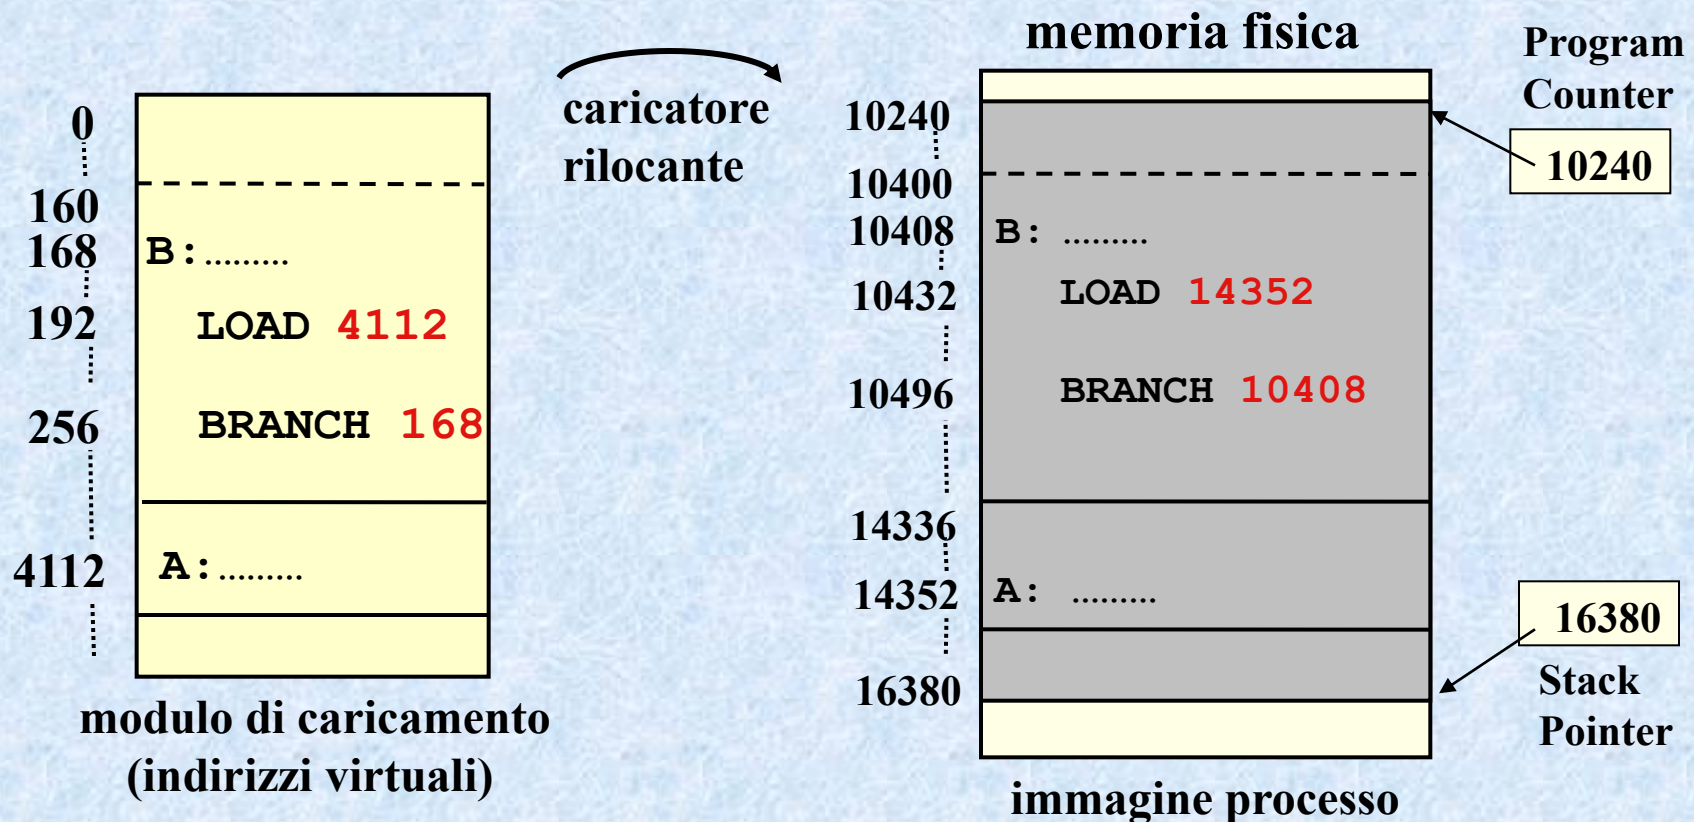 memoria fisica
Program
Counter
10240
caricatore
rilocante
0
160
168
192
256
4112
B:.........
LOAD 4112
BRANCH 168
A:.........
modulo di caricamento
(indirizzi virtuali)
10240
10400
10408
10432
10496
14336
14352
16380
B: .........
LOAD 14352
BRANCH 10408
A: .........
immagine processo
16380
Stack
Pointer